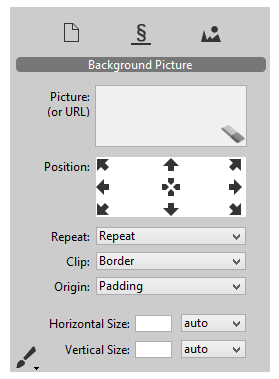 §
Background Picture
Picture:
(or URL)
Position:
Repeat: Repeat
Clip: Border
Origin: Padding
Horizontal Size: auto
Vertical Size: auto